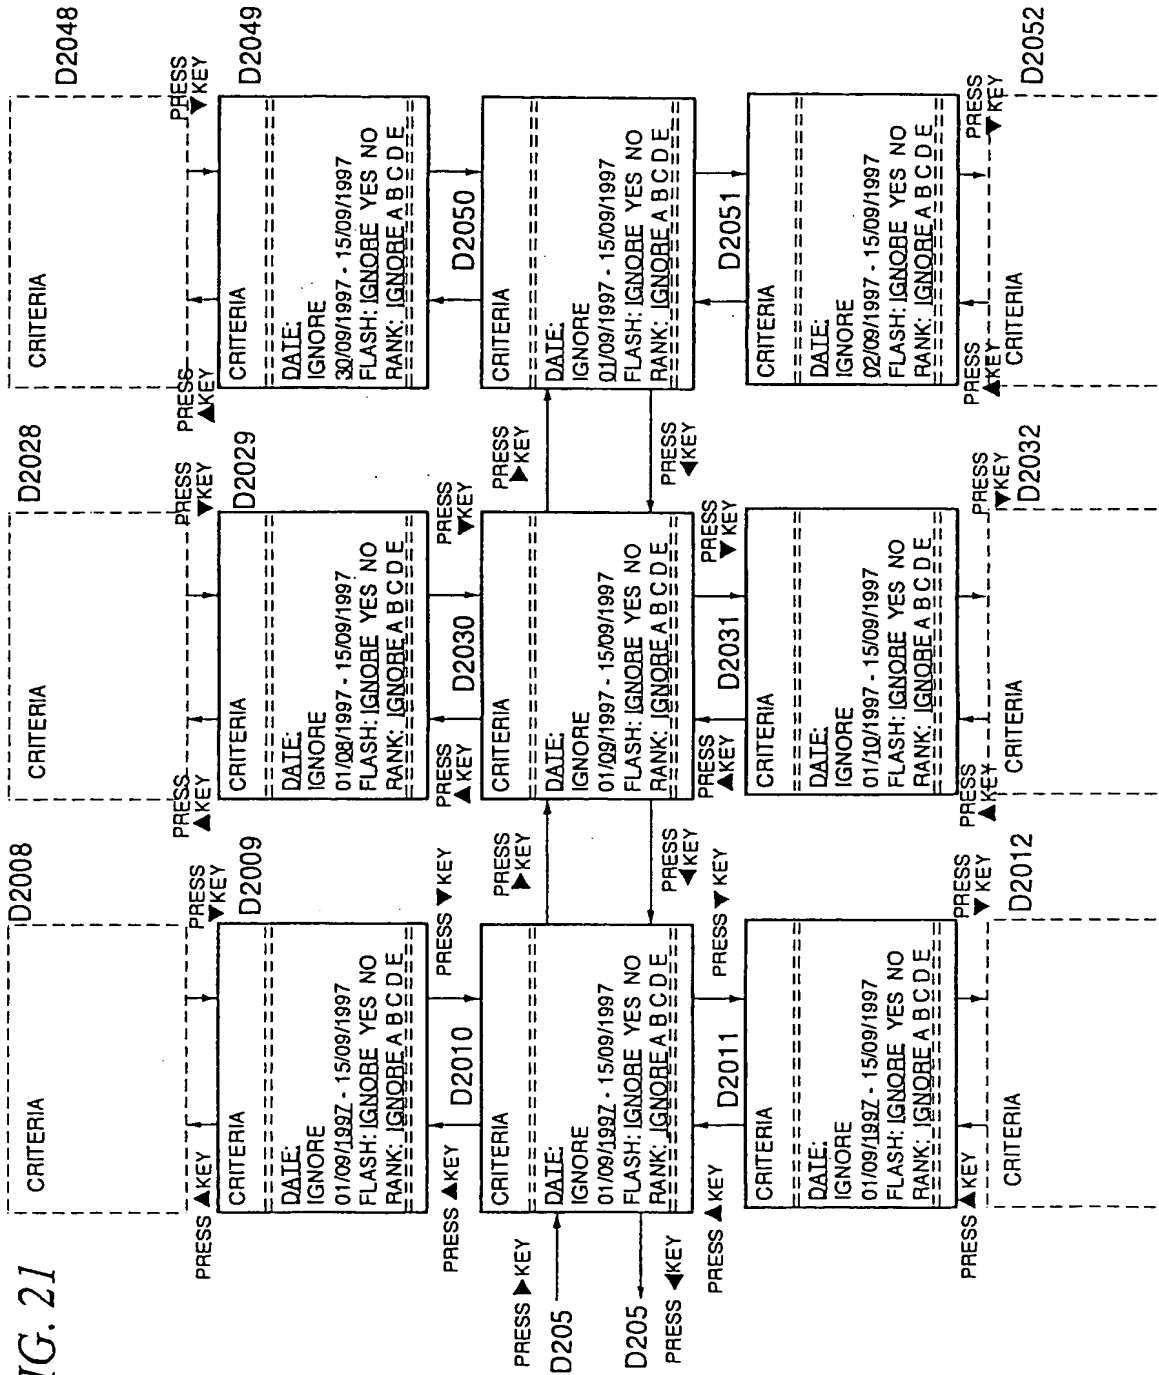 IG. 21
D2008
CRITERIA
PRESS ▲KEY
PRESS
▼KEY
D2009
CRITERIA
DATE:
IGNORE
01/09/1997 - 15/09/1997
FLASH: IGNORE YES NO
RANK: IGNORE A B C D E
PRESS ▲KEY
D2010
PRESS ▼KEY
PRESS ▶KEY
D205
CRITERIA
DATE:
IGNORE
01/09/1997 - 15/09/1997
FLASH: IGNORE YES NO
RANK: IGNORE A B C D E
D205
PRESS ◀KEY
PRESS ▲KEY
D2011
PRESS ▼KEY
CRITERIA
DATE:
IGNORE
01/09/1997 - 15/09/1997
FLASH: IGNORE YES NO
RANK: IGNORE A B C D E
PRESS ▲KEY
PRESS
▼KEY
CRITERIA
D2012
D2028
CRITERIA
PRESS
▲KEY
PRESS
▼KEY
D2029
CRITERIA
DATE:
IGNORE
01/08/1997 - 15/09/1997
FLASH: IGNORE YES NO
RANK: IGNORE A B C D E
PRESS
▲KEY
D2030
PRESS
▼KEY
PRESS
▶KEY
CRITERIA
DATE:
IGNORE
01/09/1997 - 15/09/1997
FLASH: IGNORE YES NO
RANK: IGNORE A B C D E
PRESS
◀KEY
PRESS
▲KEY
D2031
PRESS
▼KEY
CRITERIA
DATE:
IGNORE
01/10/1997 - 15/09/1997
FLASH: IGNORE YES NO
RANK: IGNORE A B C D E
PRESS
▲KEY
PRESS
▼KEY
CRITERIA
D2032
D2048
CRITERIA
PRESS
▲KEY
PRESS
▼KEY
D2049
CRITERIA
DATE:
IGNORE
30/09/1997 - 15/09/1997
FLASH: IGNORE YES NO
RANK: IGNORE A B C D E
D2050
PRESS
▶KEY
CRITERIA
DATE:
IGNORE
01/09/1997 - 15/09/1997
FLASH: IGNORE YES NO
RANK: IGNORE A B C D E
PRESS
◀KEY
D2051
CRITERIA
DATE:
IGNORE
02/09/1997 - 15/09/1997
FLASH: IGNORE YES NO
RANK: IGNORE A B C D E
PRESS
▲KEY
PRESS
▼KEY
CRITERIA
D2052